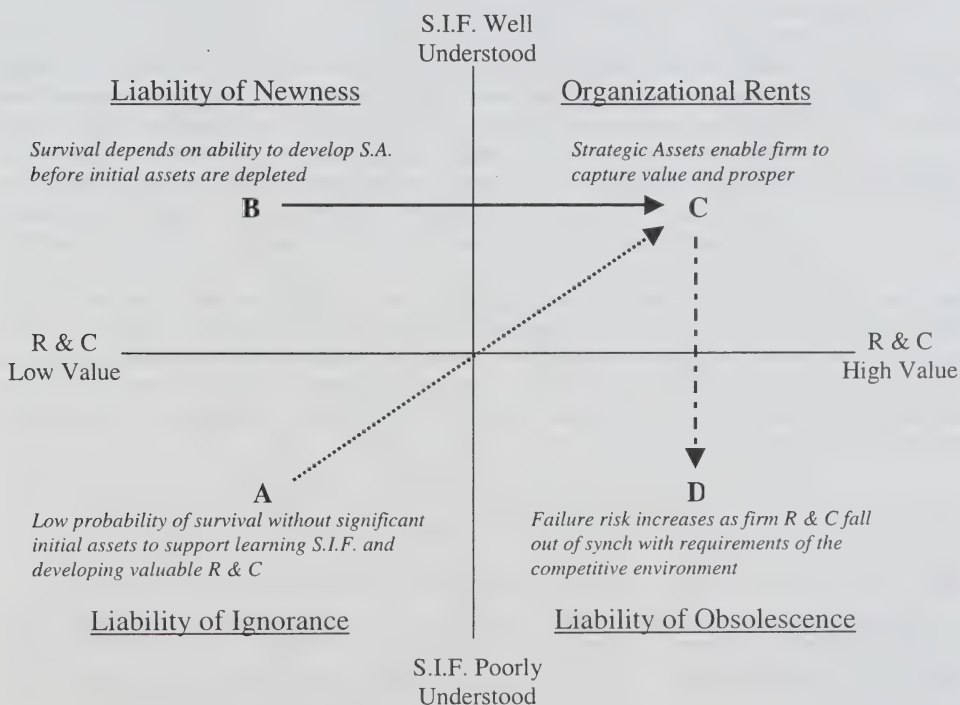 S.I.F. Well
Understood
Liability of Newness
Organizational Rents
Survival depends on ability to develop S.A.
before initial assets are depleted
Strategic Assets enable firm to
capture value and prosper
B
C
R & C
Low Value
R & C
High Value
A
D
Low probability of survival without significant
initial assets to support learning S.I.F. and
developing valuable R & C
Failure risk increases as firm R & C fall
out of synch with requirements of the
competitive environment
Liability of Ignorance
Liability of Obsolescence
S.I.F. Poorly
Understood